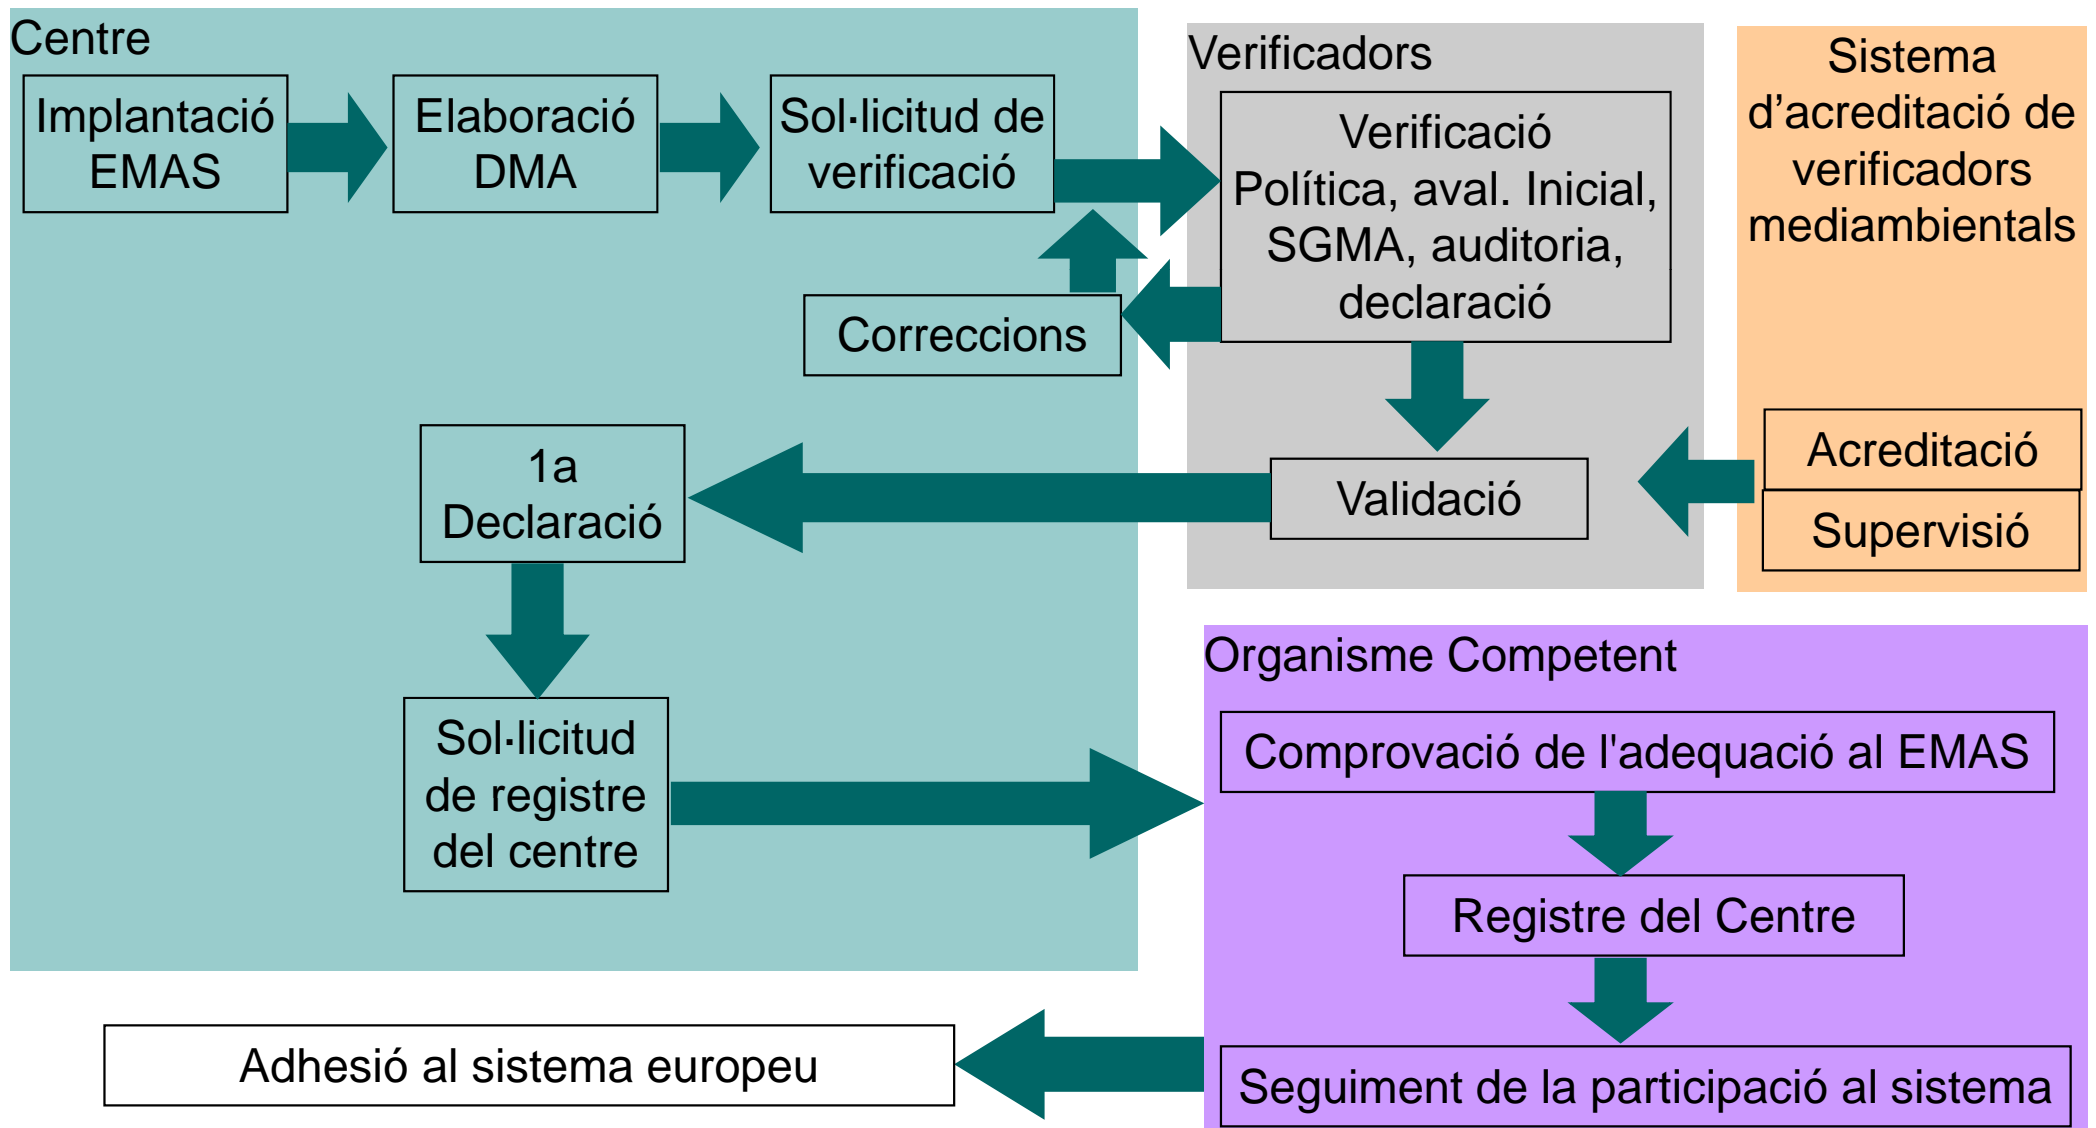 Centre
Implantació
EMAS
Elaboració
DMA
Sol·licitud de
verificació
Correccions
1a
Declaració
Sol·licitud
de registre
del centre
Verificadors
Verificació
Política, aval. Inicial,
SGMA, auditoria,
declaració
Validació
Sistema
d’acreditació de
verificadors
mediambientals
Acreditació
Supervisió
Organisme Competent
Comprovació de l'adequació al EMAS
Registre del Centre
Seguiment de la participació al sistema
Adhesió al sistema europeu